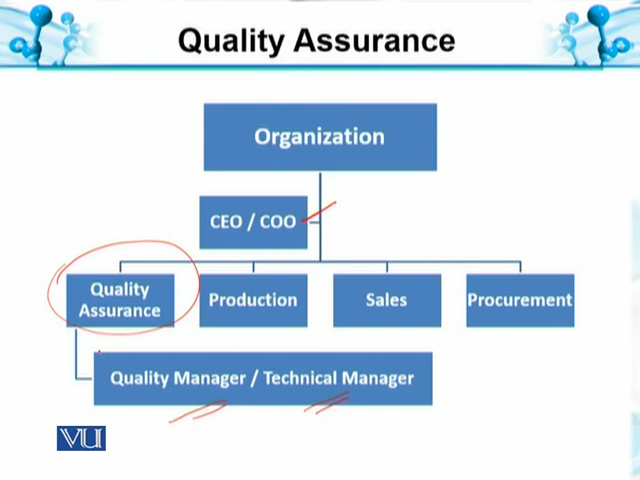 Quality Assurance
Organization
CEO / COO
Quality
Assurance
Production
Sales
Procurement
Quality Manager / Technical Manager
VU